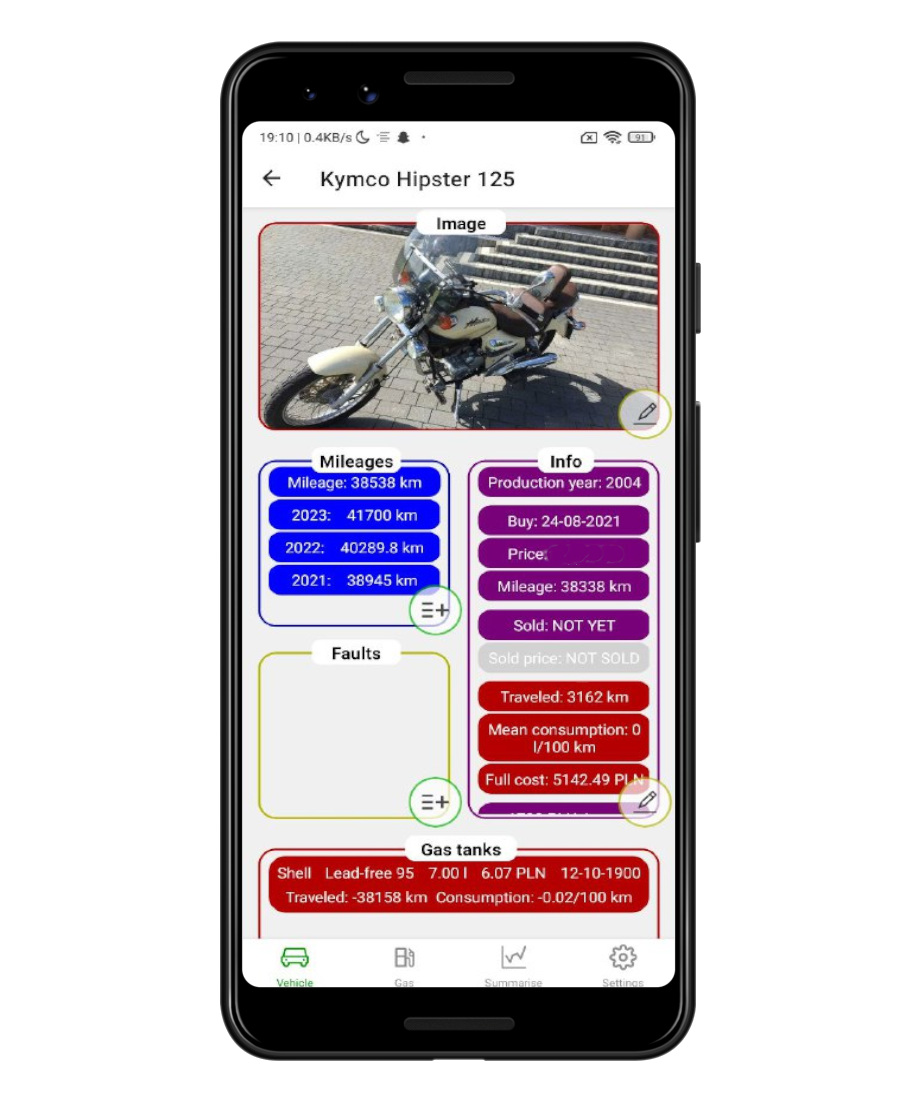 19:10 | 0.4KB/s
91
Kymco Hipster 125
Image
Mileages
Mileage: 38538 km
2023: 41700 km
2022: 40289.8 km
2021: 38945 km
Info
Production year: 2004
Buy: 24-08-2021
Price:
Mileage: 38338 km
Sold: NOT YET
Sold price: NOT SOLD
Traveled: 3162 km
Mean consumption: 0
l/100 km
Full cost: 5142.49 PLN
Faults
Gas tanks
Shell Lead-free 95 7.00 l 6.07 PLN 12-10-1900
Traveled: -38158 km Consumption: -0.02/100 km
Vehicle
Gas
Summarise
Settings